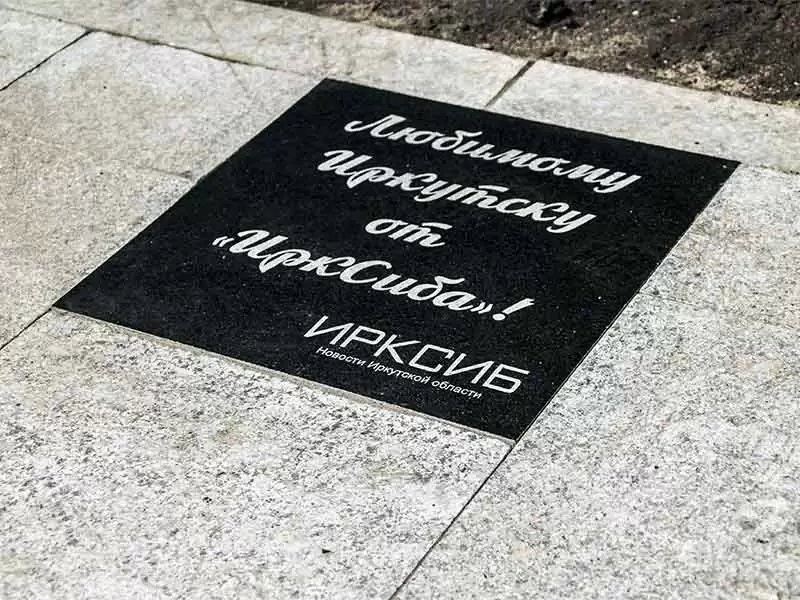 Любимому
Иркутску
от
«ИркСиба»!
ИРКСИБ
Новости Иркутской области